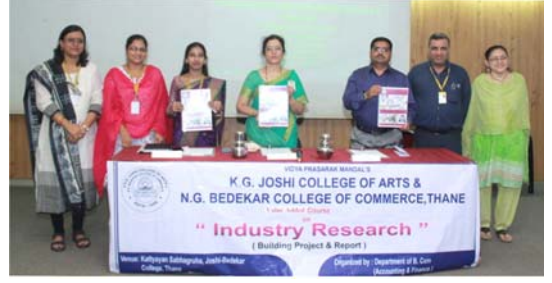 VIDYA PRASARAK MANDAL'S
K.G. JOSHI COLLEGE OF ARTS &
N.G. BEDEKAR COLLEGE OF COMMERCE, THANE
Value Added Course
on
" Industry Research "
( Building Project & Report )
Venue: Katyayan Sabhagruha, Joshi-Bedekar
College, Thane
Organized by : Department of B. Com
(Accounting & Finance )